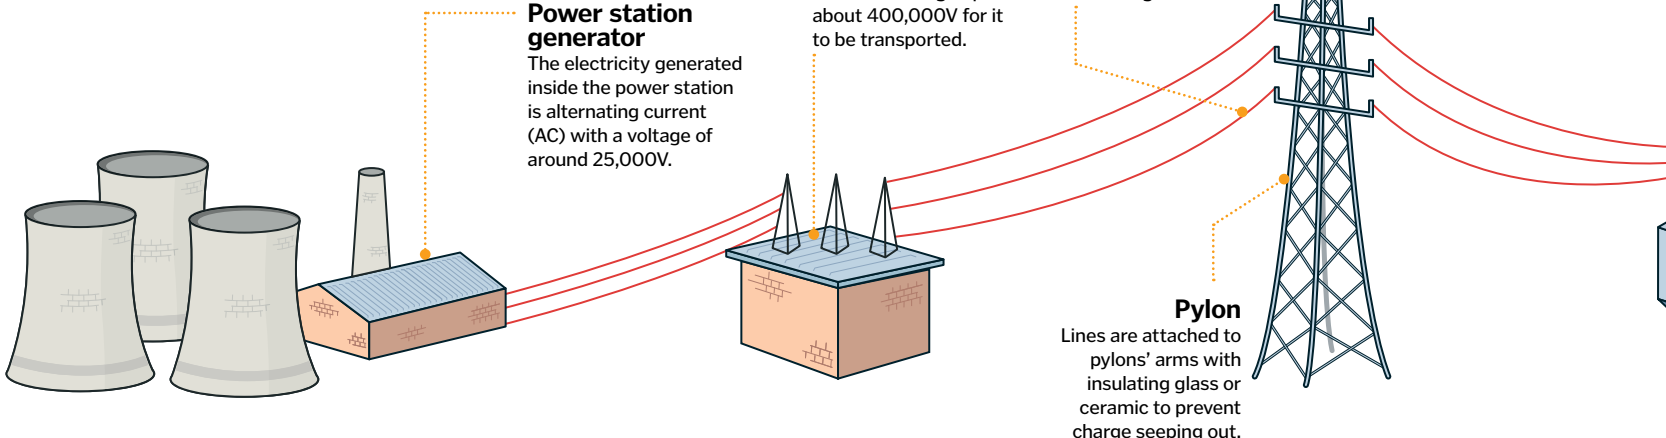 Power station
generator
The electricity generated
inside the power station
is alternating current
(AC) with a voltage of
around 25,000V.
about 400,000V for it
to be transported.
Pylon
Lines are attached to
pylons’ arms with
insulating glass or
ceramic to prevent
charge seeping out.